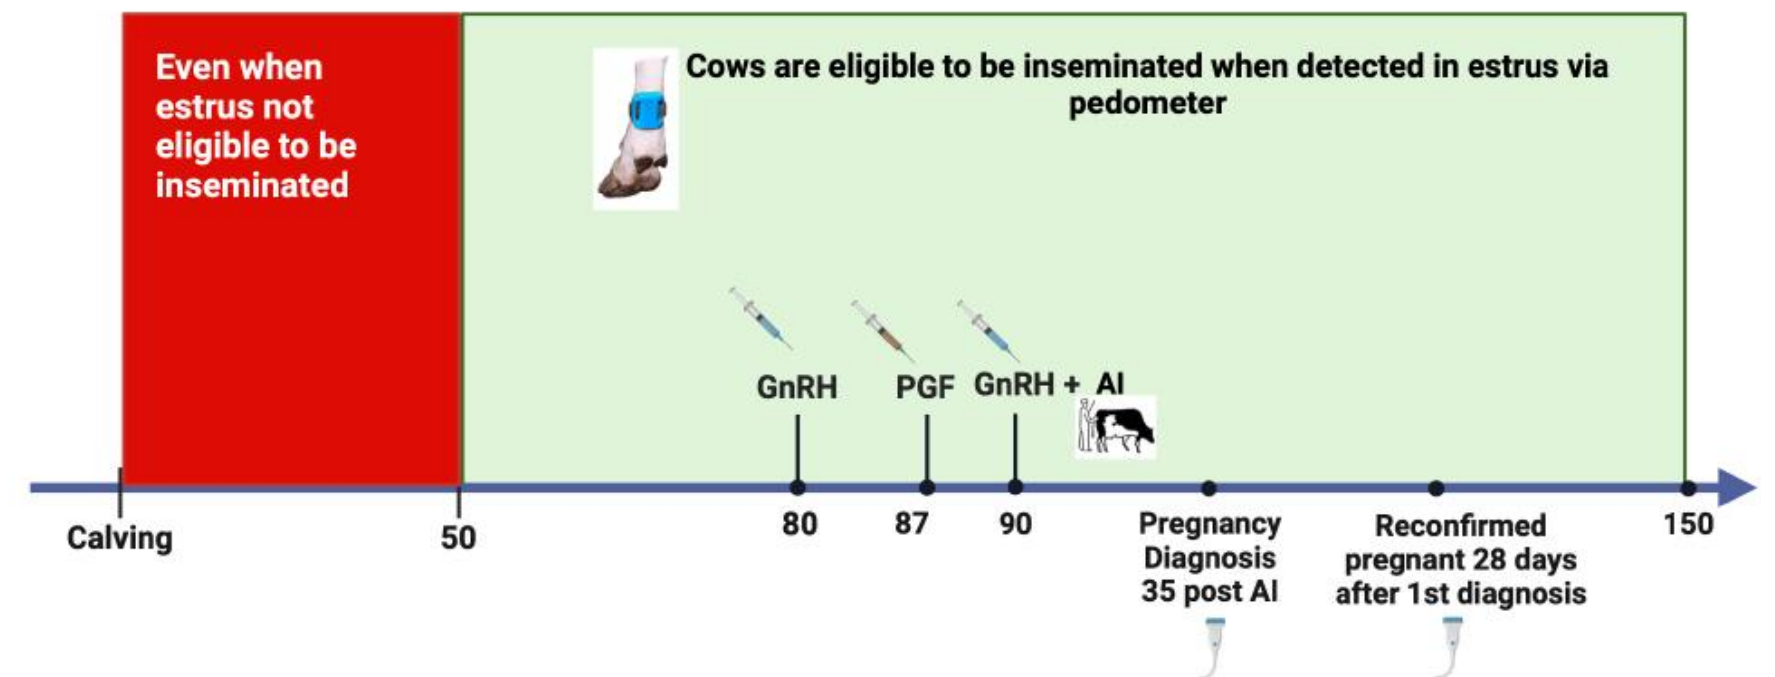 Even when
estrus not
eligible to be
inseminated
Cows are eligible to be inseminated when detected in estrus via
pedometer
GnRH
PGF
GnRH + AI
Calving
50
80
87
90
Pregnancy
Diagnosis
35 post AI
Reconfirmed
pregnant 28 days
after 1st diagnosis
150